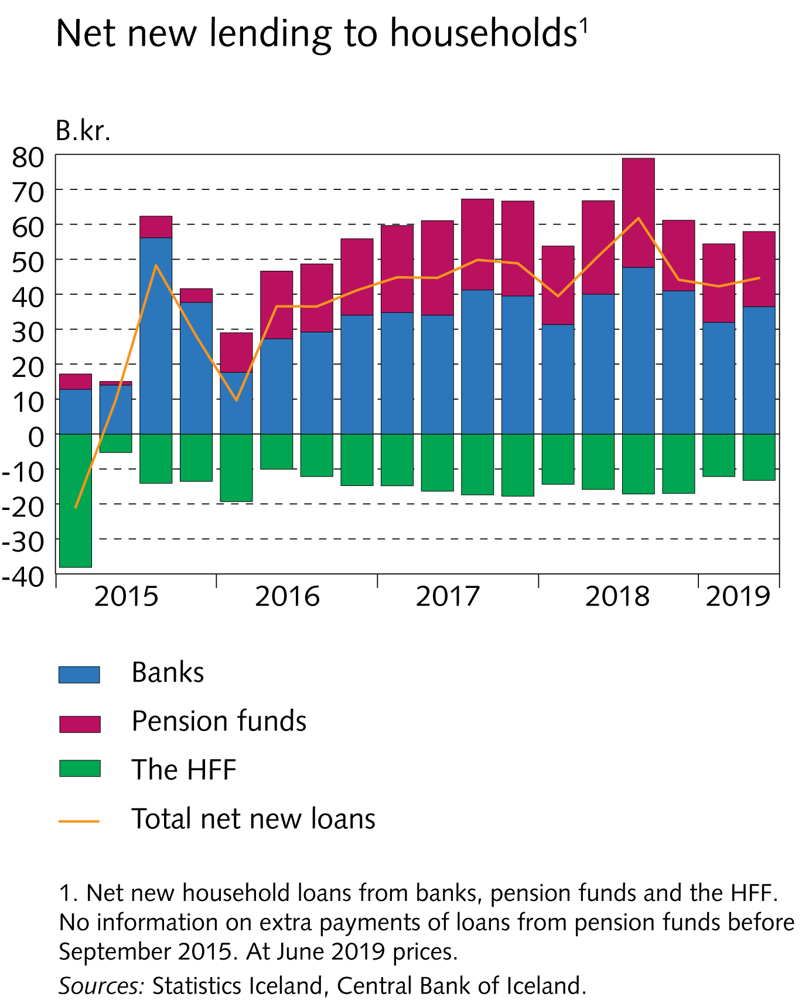 Net new lending to households¹
B.kr.
80
70
60
50
40
30
20
10
0
-10
-20
-30
-40
2015 2016 2017 2018 2019
Banks
Pension funds
The HFF
Total net new loans
1. Net new household loans from banks, pension funds and the HFF.
No information on extra payments of loans from pension funds before
September 2015. At June 2019 prices.
Sources: Statistics Iceland, Central Bank of Iceland.